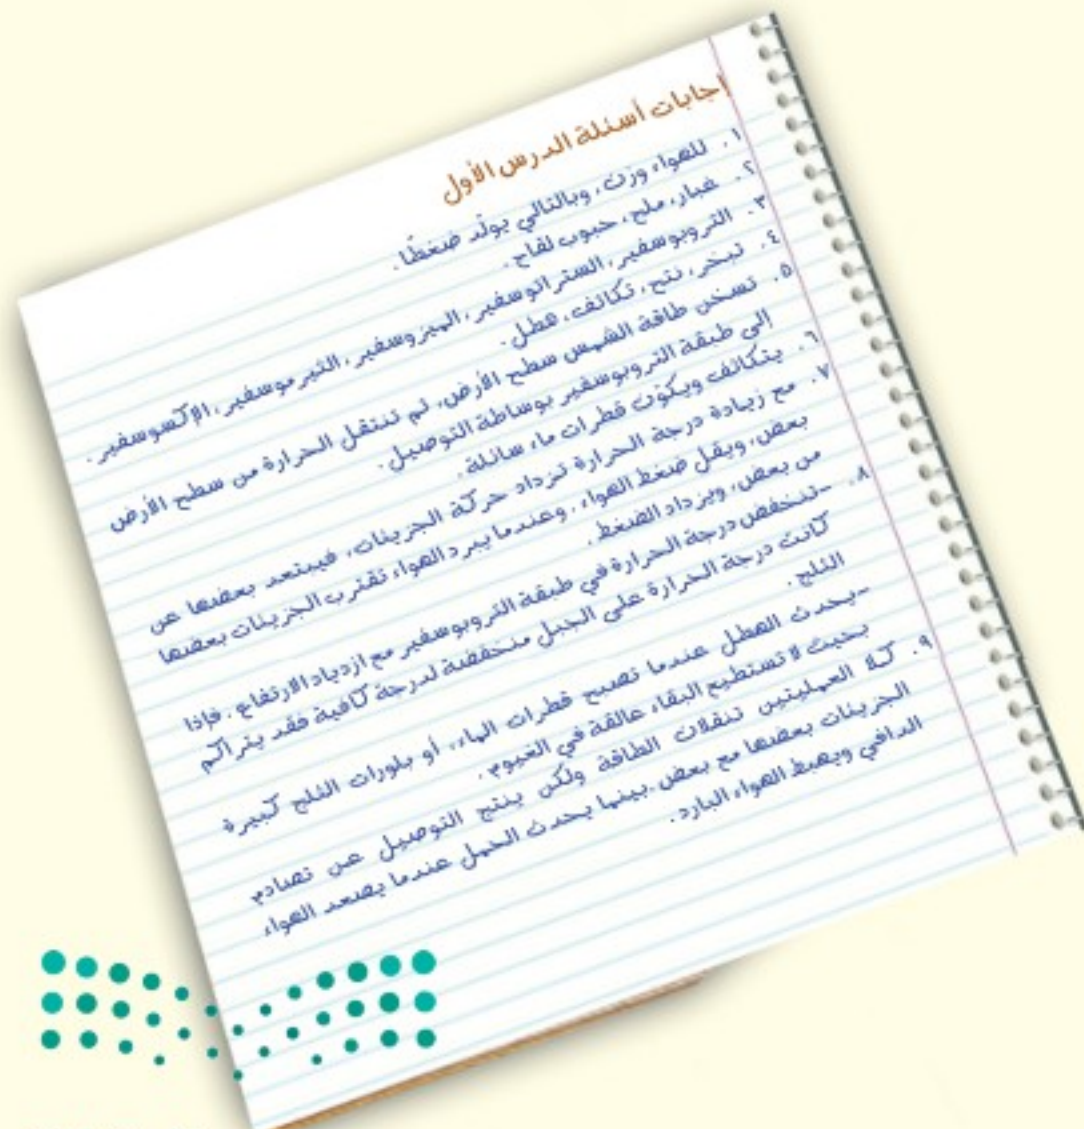 إجابات أسئلة الدرس الأول
١. للهواء وزن، وبالتالي يولّد ضغطًا.
٢. غبار، ملح، حبوب لقاح.
٣. التروبوسفير، الستراتوسفير، الميزوسفير، الثيرموسفير، الإكسوسفير.
٤. تبخر، نتح، تكاثف، هطل.
٥. تسخن طاقة الشمس سطح الأرض، ثم تنتقل الحرارة من سطح الأرض
إلى طبقة التروبوسفير بوساطة التوصيل.
٦. يتكاثف ويكوّن قطرات ماء سائلة.
٧. مع زيادة درجة الحرارة تزداد حركة الجزيئات، فيبتعد بعضها عن
بعض، ويقل ضغط الهواء. وعندما يبرد الهواء تقترب الجزيئات بعضها
من بعض، ويزداد الضغط.
٨. -تنخفض درجة الحرارة في طبقة التروبوسفير مع ازدياد الارتفاع. فإذا
كانت درجة الحرارة على الجبل منخفضة لدرجة كافية فقد يتراكم
الثلج.
-يحدث الهطل عندما تصبح قطرات الماء، أو بلورات الثلج كبيرة
بحيث لا تستطيع البقاء عالقة في الغيوم.
٩. كلا العمليتين تنقلات الطاقة ولكن ينتج التوصيل عن تصادم
الجزيئات بعضها مع بعض. بينما يحدث الحمل عندما يصعد الهواء
الدافئ ويهبط الهواء البارد.